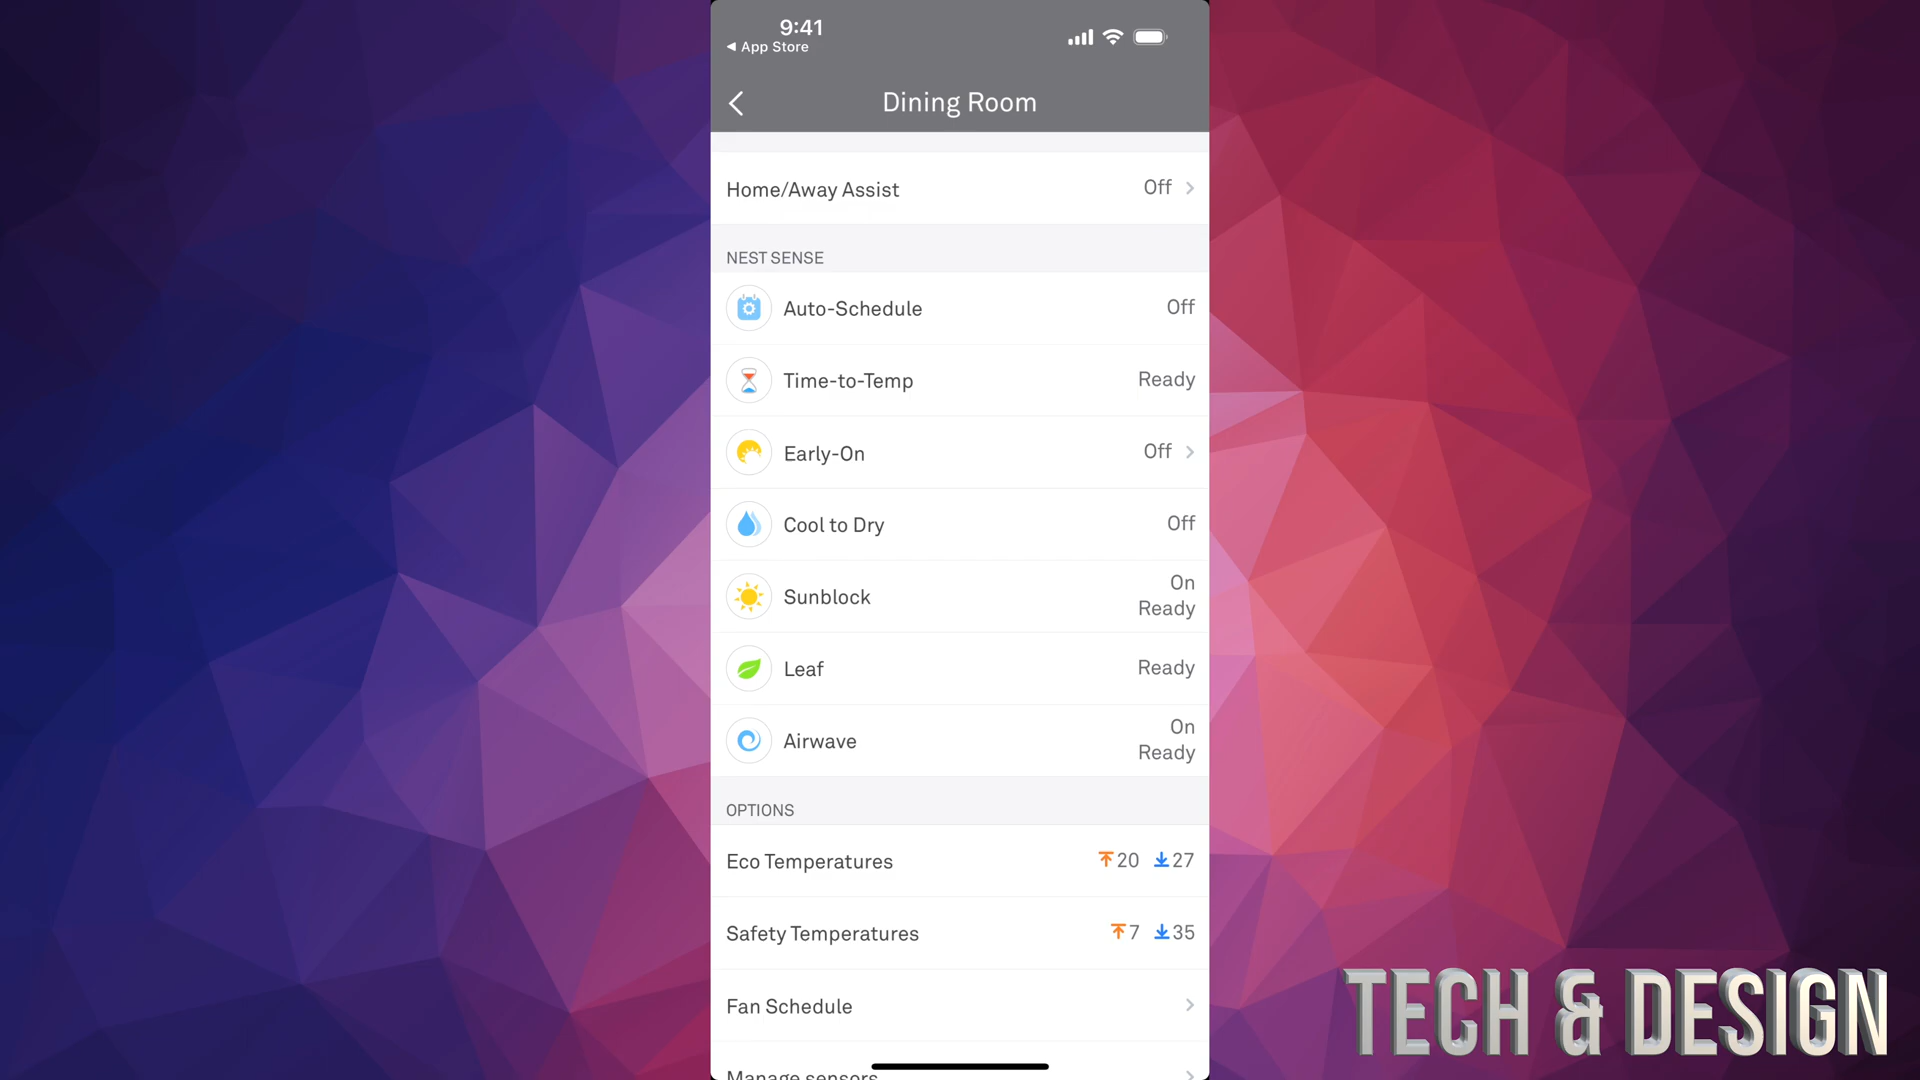 9:41
◀ App Store
Dining Room
Home/Away Assist Off
NEST SENSE
Auto-Schedule Off
Time-to-Temp Ready
Early-On Off
Cool to Dry Off
Sunblock On Ready
Leaf Ready
Airwave On Ready
OPTIONS
Eco Temperatures 20 27
Safety Temperatures 7 35
Fan Schedule
Manage sensors
TECH & DESIGN